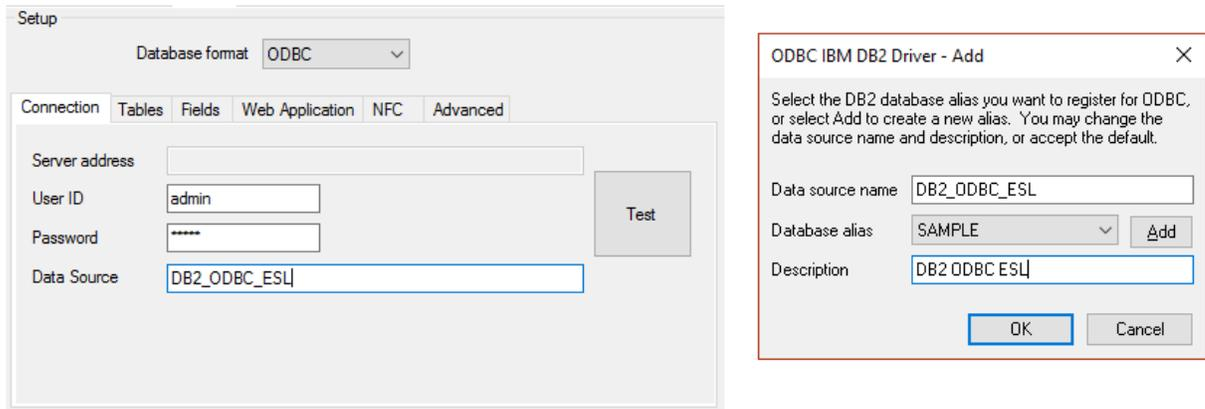 Setup
Database format ODBC
Connection Tables Fields Web Application NFC Advanced
Server address
User ID admin
Password *****
Test
Data Source DB2_ODBC_ESL
ODBC IBM DB2 Driver - Add
Select the DB2 database alias you want to register for ODBC,
or select Add to create a new alias. You may change the
data source name and description, or accept the default.
Data source name DB2_ODBC_ESL
Database alias SAMPLE Add
Description DB2 ODBC ESL
OK Cancel